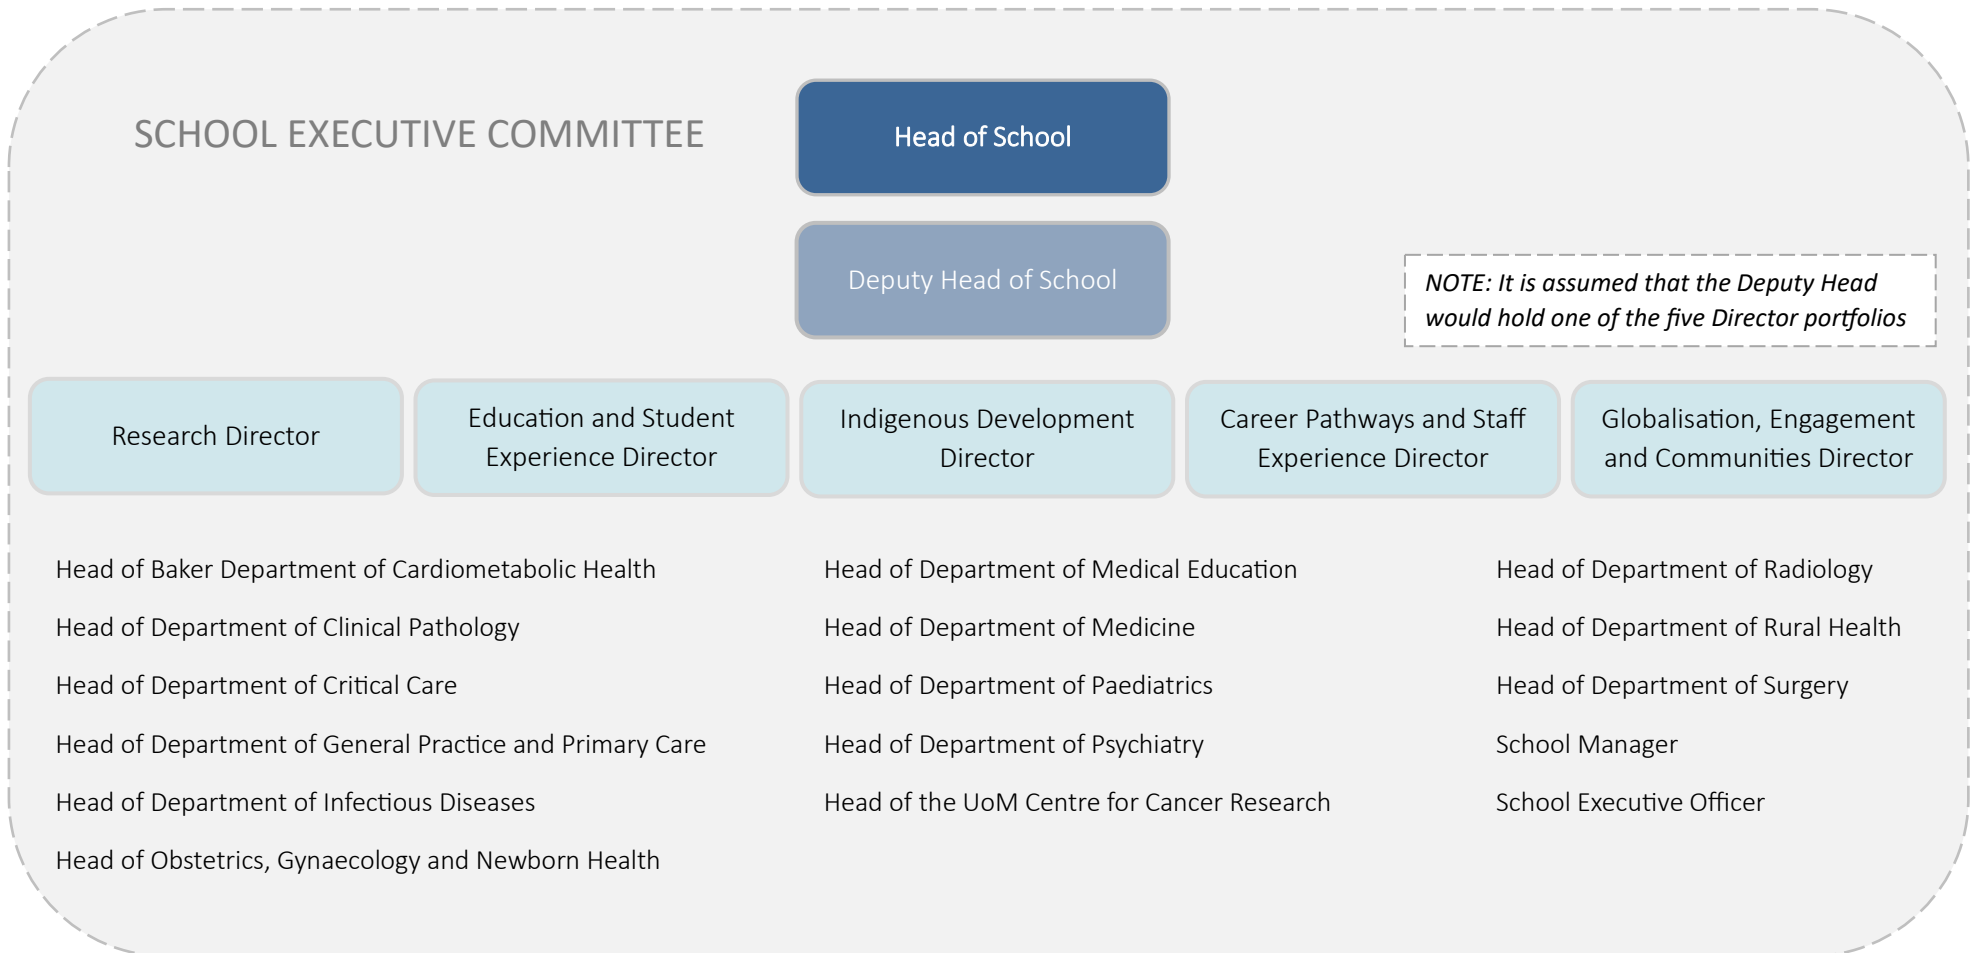 SCHOOL EXECUTIVE COMMITTEE
Head of School
Deputy Head of School
NOTE: It is assumed that the Deputy Head
would hold one of the five Director portfolios
Research Director
Education and Student
Experience Director
Indigenous Development
Director
Career Pathways and Staff
Experience Director
Globalisation, Engagement
and Communities Director
Head of Baker Department of Cardiometabolic Health
Head of Department of Clinical Pathology
Head of Department of Critical Care
Head of Department of General Practice and Primary Care
Head of Department of Infectious Diseases
Head of Obstetrics, Gynaecology and Newborn Health
Head of Department of Medical Education
Head of Department of Medicine
Head of Department of Paediatrics
Head of Department of Psychiatry
Head of the UoM Centre for Cancer Research
Head of Department of Radiology
Head of Department of Rural Health
Head of Department of Surgery
School Manager
School Executive Officer